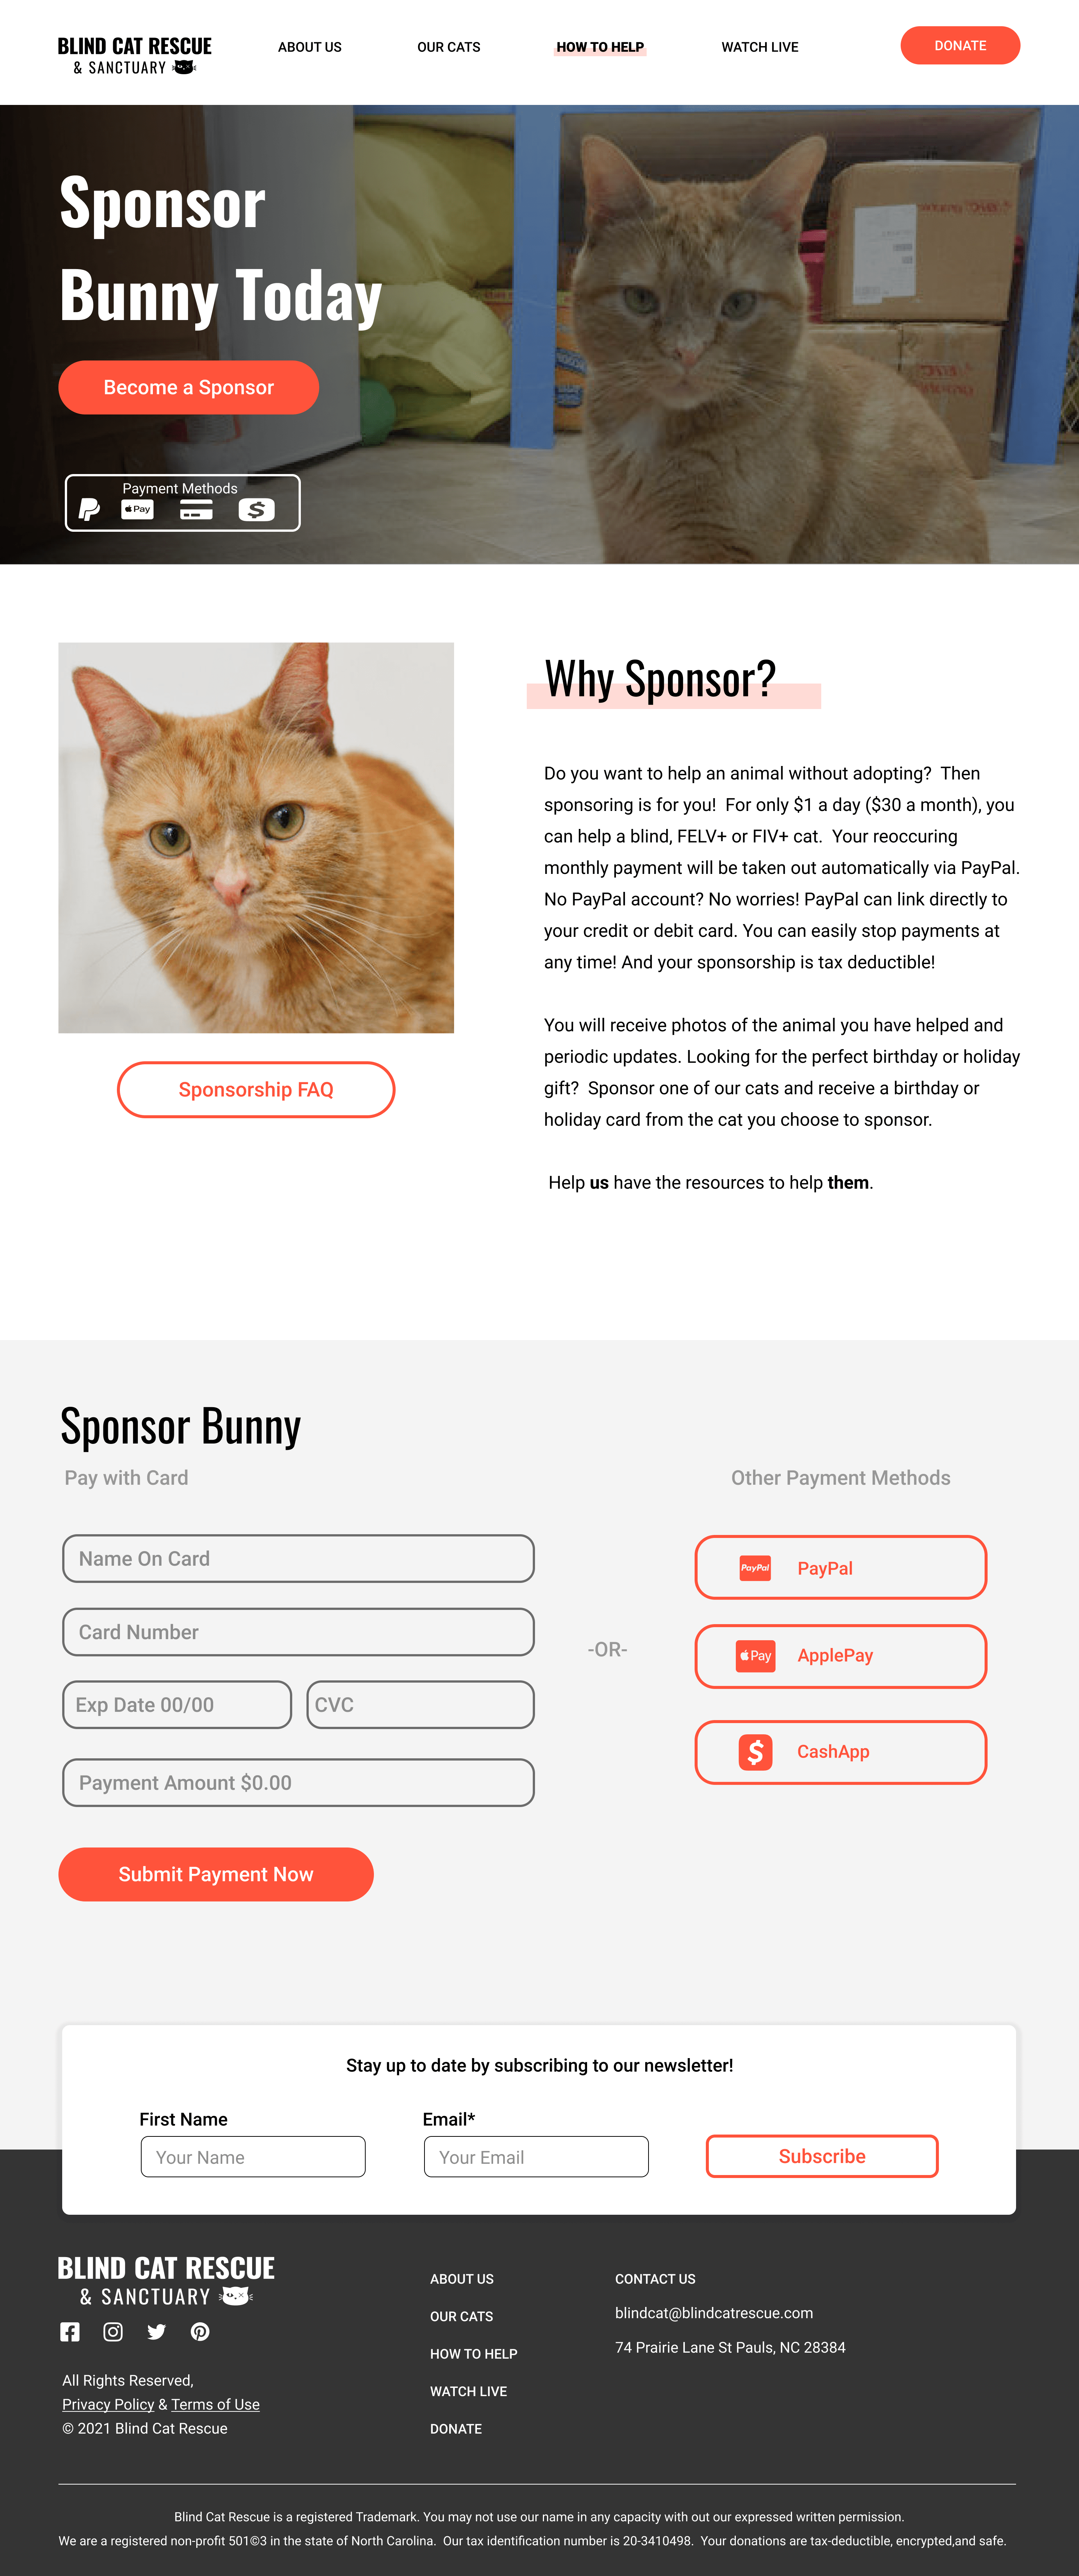 BLIND CAT RESCUE
& SANCTUARY
ABOUT US
OUR CATS
HOW TO HELP
WATCH LIVE
DONATE
Sponsor
Bunny Today
Become a Sponsor
Payment Methods
Pay
Why Sponsor?
Do you want to help an animal without adopting? Then
sponsoring is for you! For only $1 a day ($30 a month), you
can help a blind, FELV+ or FIV+ cat. Your reoccuring
monthly payment will be taken out automatically via PayPal.
No PayPal account? No worries! PayPal can link directly to
your credit or debit card. You can easily stop payments at
any time! And your sponsorship is tax deductible!
You will receive photos of the animal you have helped and
periodic updates. Looking for the perfect birthday or holiday
gift? Sponsor one of our cats and receive a birthday or
holiday card from the cat you choose to sponsor.
Help us have the resources to help them.
Sponsorship FAQ
Sponsor Bunny
Pay with Card
Name On Card
Card Number
Exp Date 00/00
CVC
Payment Amount $0.00
Submit Payment Now
-OR-
Other Payment Methods
PayPal PayPal
Pay ApplePay
$ CashApp
Stay up to date by subscribing to our newsletter!
First Name
Your Name
Email*
Your Email
Subscribe
BLIND CAT RESCUE
& SANCTUARY
All Rights Reserved,
Privacy Policy & Terms of Use
© 2021 Blind Cat Rescue
ABOUT US
OUR CATS
HOW TO HELP
WATCH LIVE
DONATE
CONTACT US
blindcat@blindcatrescue.com
74 Prairie Lane St Pauls, NC 28384
Blind Cat Rescue is a registered Trademark. You may not use our name in any capacity with out our expressed written permission.
We are a registered non-profit 501©3 in the state of North Carolina. Our tax identification number is 20-3410498. Your donations are tax-deductible, encrypted,and safe.